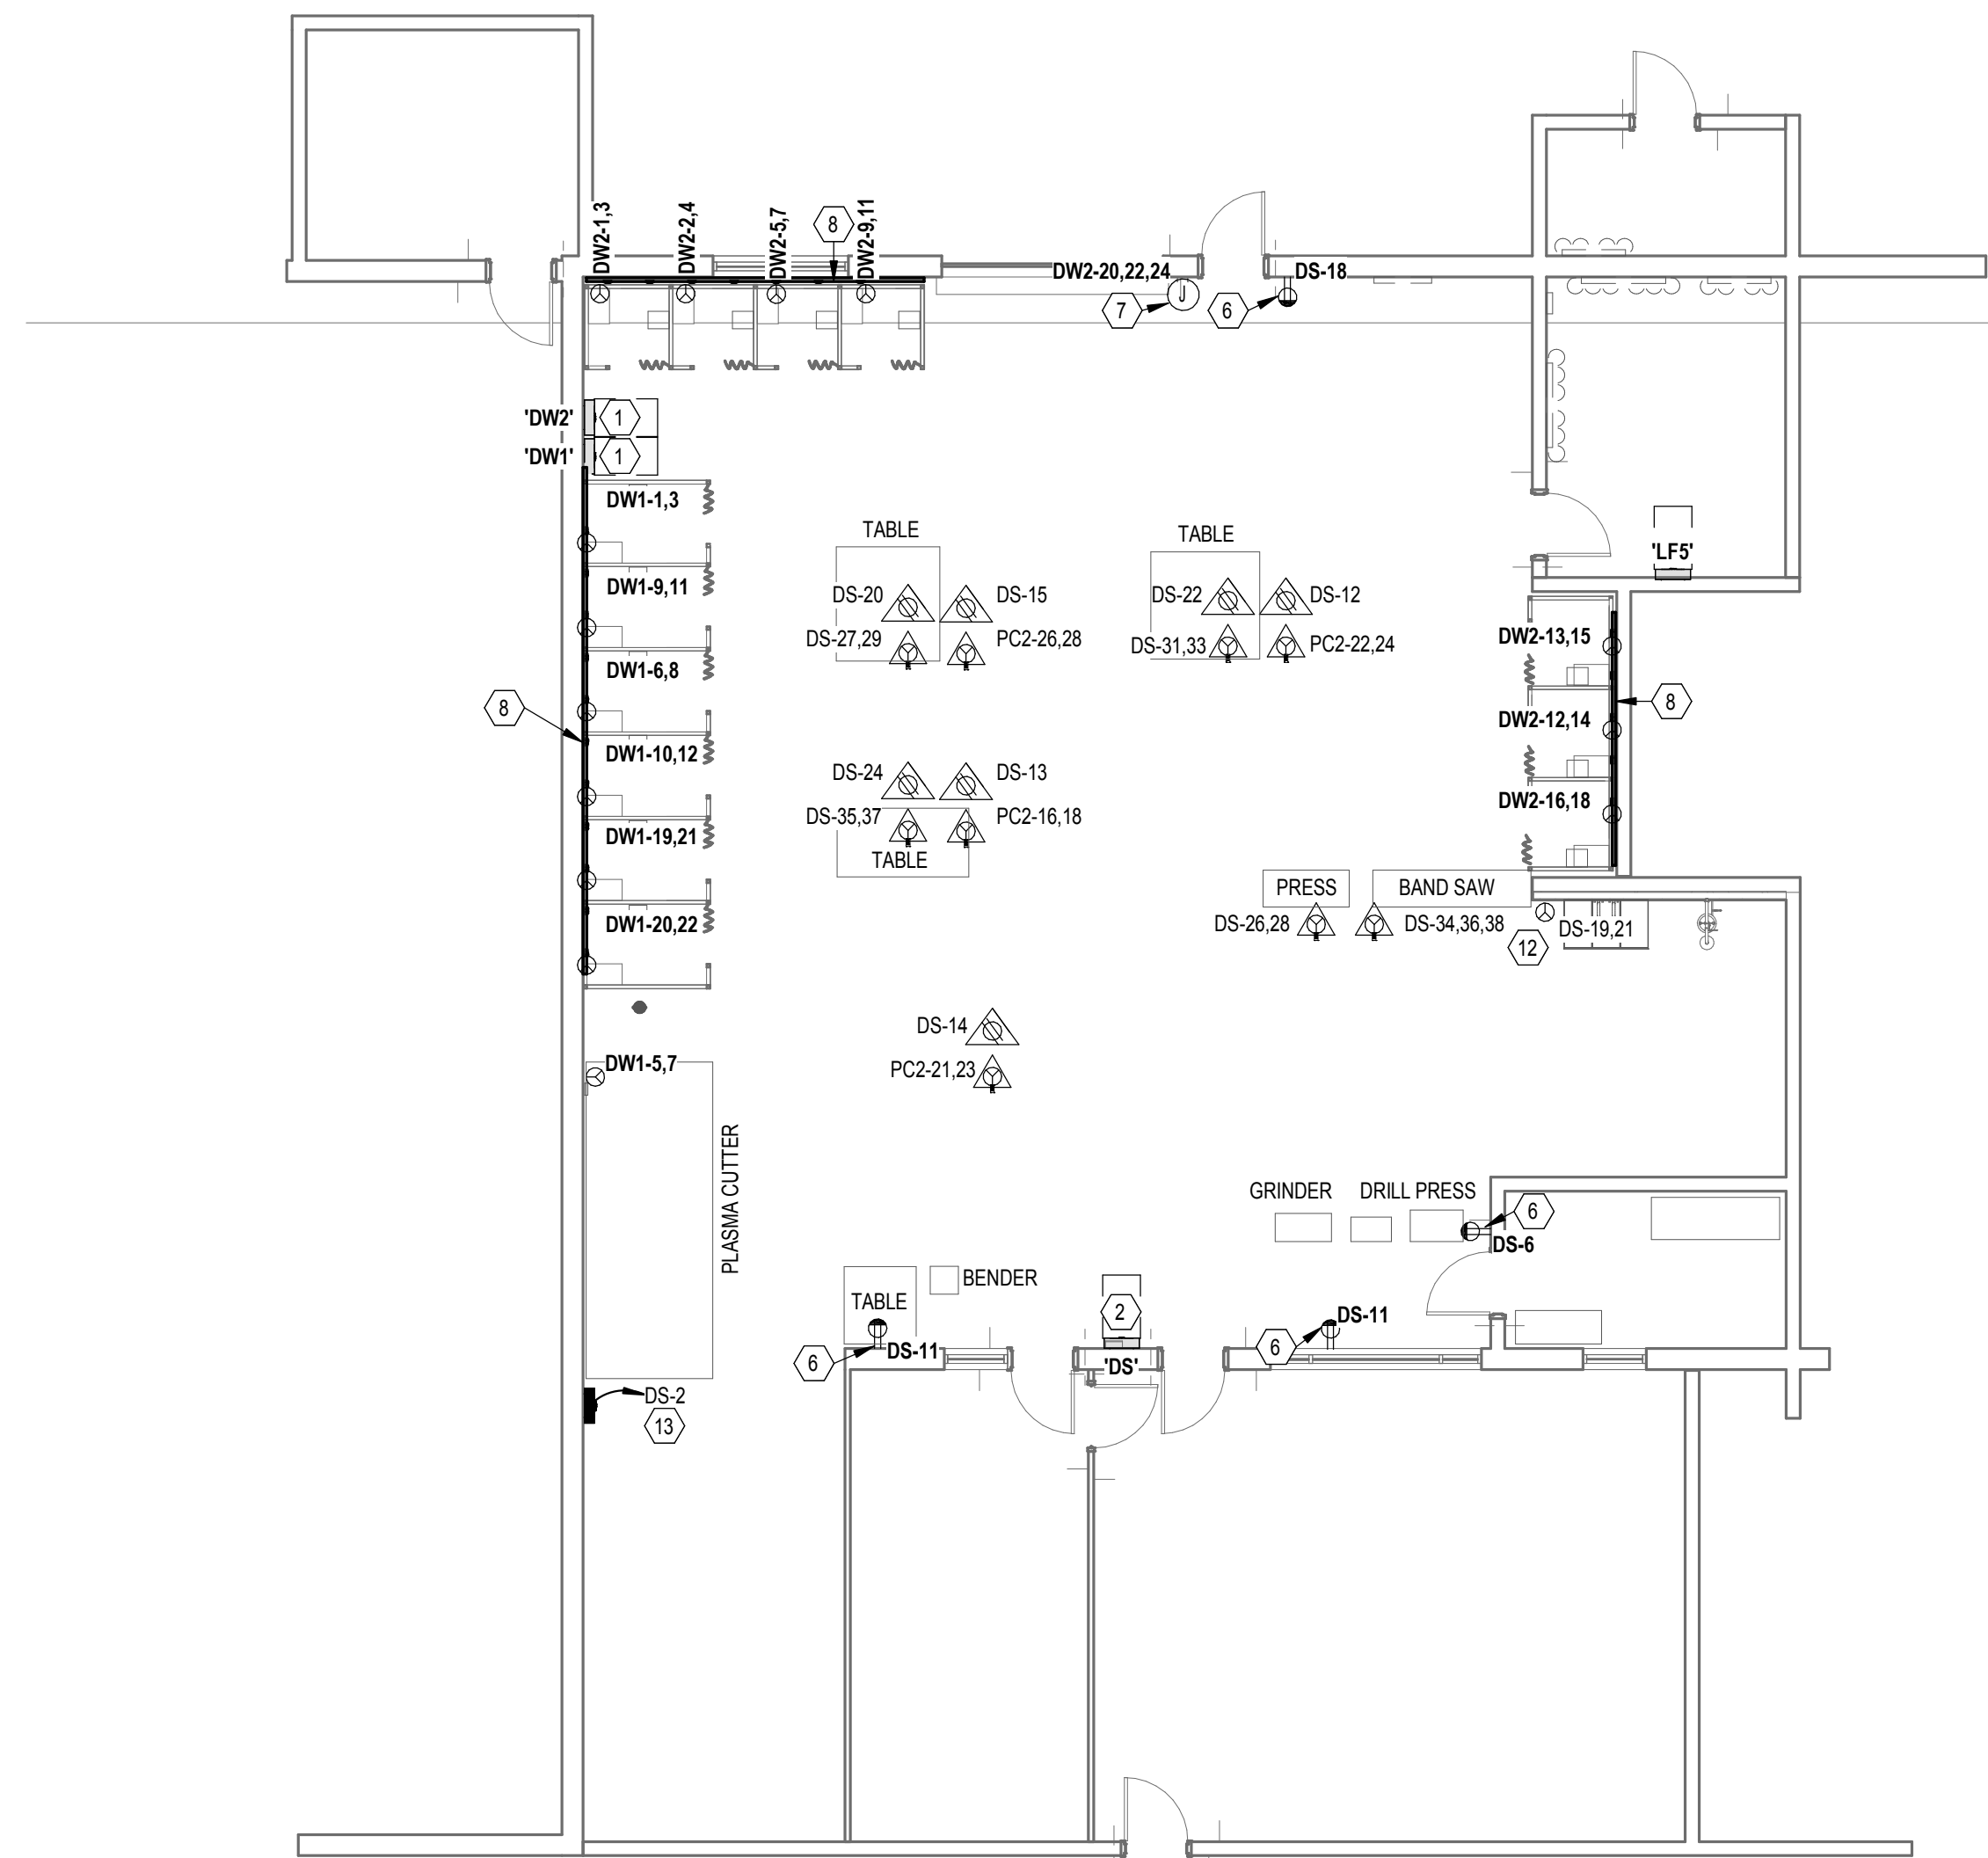 DW2-1,3
DW2-2,4
DW2-5,7
8
DW2-9,11
DW2-20,22,24
DS-18
J
7
6
'DW2'
1
'DW1'
1
DW1-1,3
DW1-9,11
DW1-6,8
8
DW1-10,12
DW1-19,21
DW1-20,22
TABLE
DS-20
DS-15
DS-27,29
PC2-26,28
TABLE
DS-22
DS-12
DS-31,33
PC2-22,24
'LF5'
DW2-13,15
DW2-12,14
8
DW2-16,18
DS-24
DS-13
DS-35,37
PC2-16,18
TABLE
PRESS
BAND SAW
DS-26,28
DS-34,36,38
DS-19,21
12
DS-14
PC2-21,23
DW1-5,7
PLASMA CUTTER
GRINDER
DRILL PRESS
6
DS-6
BENDER
TABLE
2
DS-11
6
DS-11
6
'DS'
DS-2
13